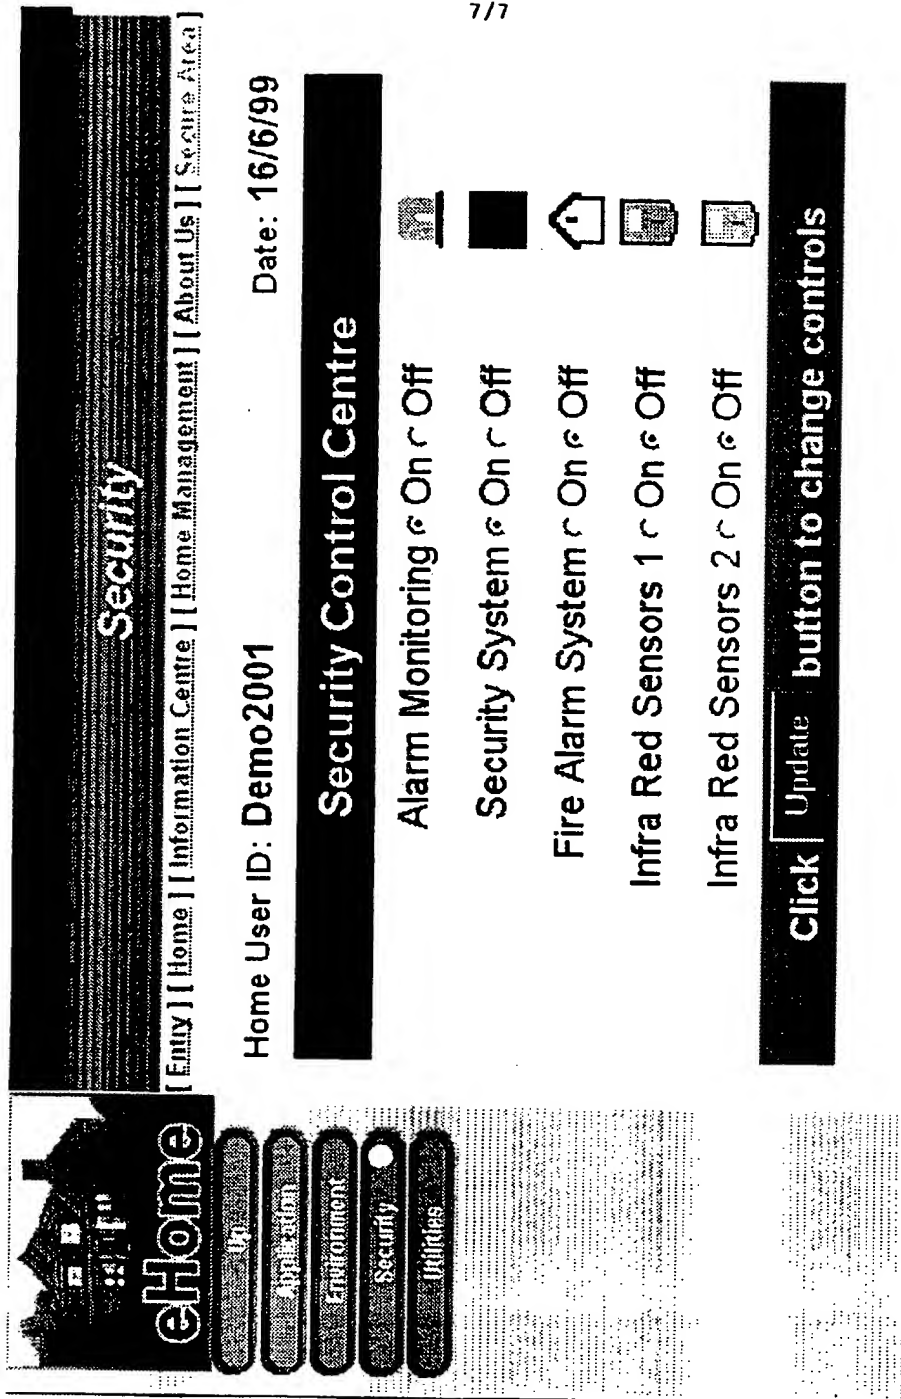 7/7
Security
[ Entry ] [ Home ] [ Information Centre ] [ Home Management ] [ About Us ] [ Secure Area ]
eHome
Up
Application
Environment
Security
Utilities
Home User ID: Demo2001 Date: 16/6/99
Security Control Centre
Alarm Monitoring On Off
Security System On Off
Fire Alarm System On Off
Infra Red Sensors 1 On Off
Infra Red Sensors 2 On Off
Click Update button to change controls